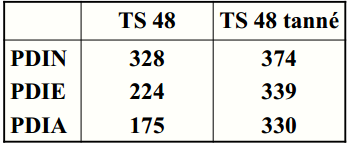 TS 48 TS 48 tanné
PDIN 328 374
PDIE 224 339
PDIA 175 330